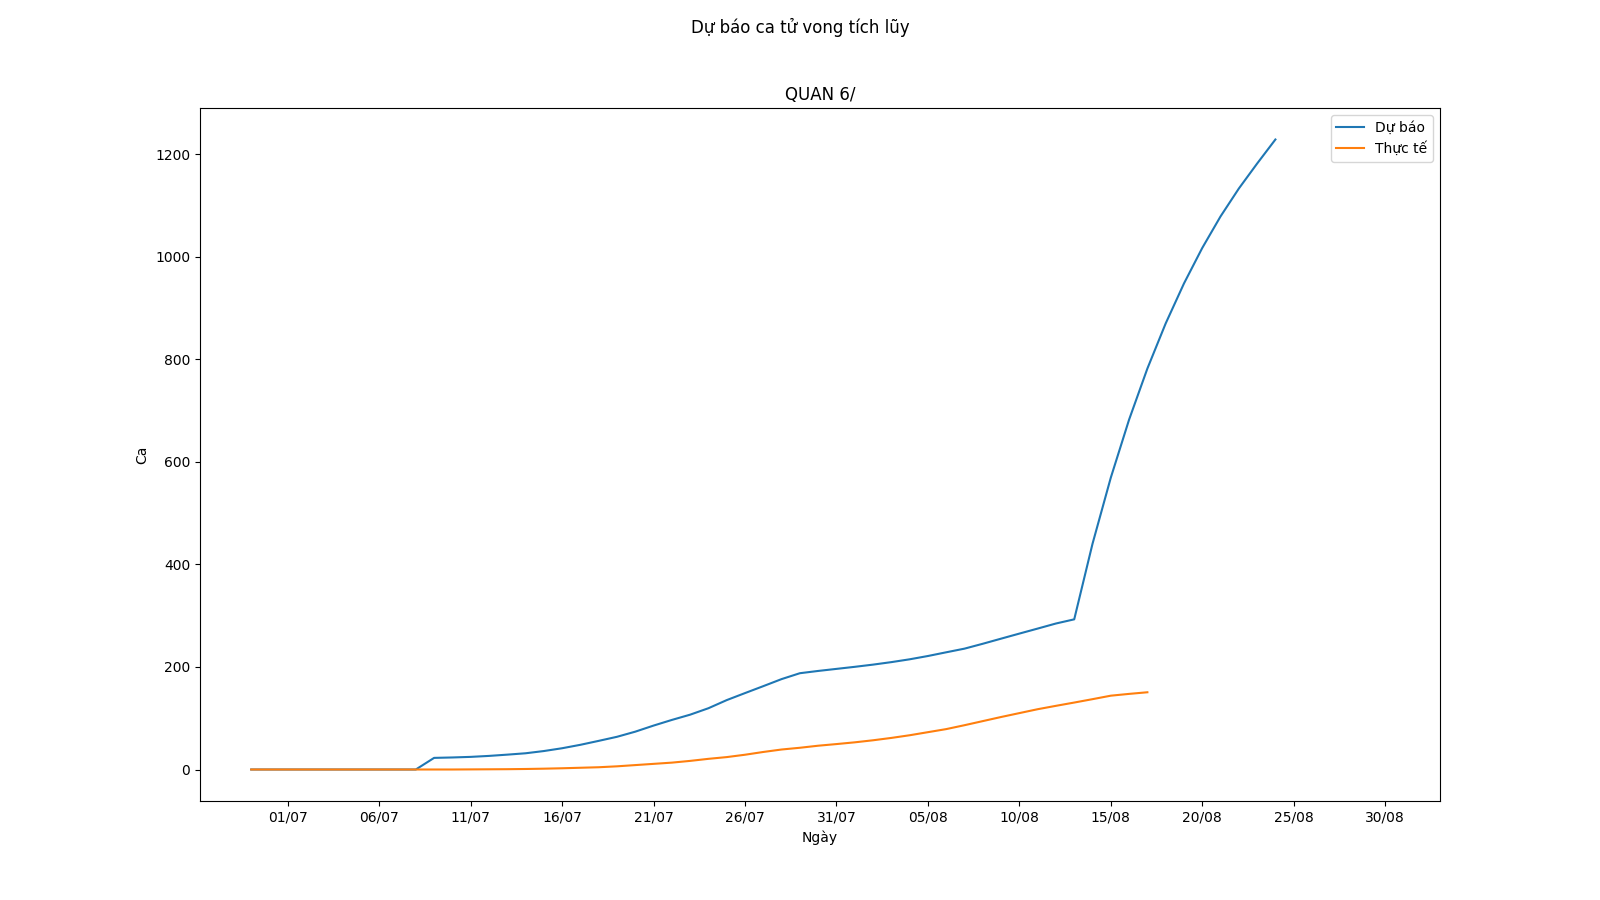 Dự báo ca tử vong tích lũy
QUAN 6/
Dự báo
Thực tế
1200
1000
800
600
400
200
0
Ca
01/07 06/07 11/07 16/07 21/07 26/07 31/07 05/08 10/08 15/08 20/08 25/08 30/08
Ngày